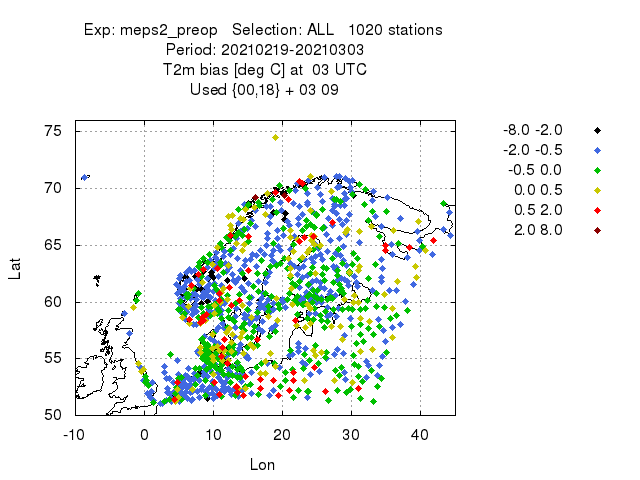 Exp: meps2_preop   Selection: ALL   1020 stations
Period: 20210219-20210303
T2m bias [deg C] at  03 UTC
Used {00,18} + 03 09
-8.0 -2.0
-2.0 -0.5
-0.5 0.0
0.0 0.5
0.5 2.0
2.0 8.0
75
70
65
60
55
50
Lat
-10 0 10 20 30 40
Lon